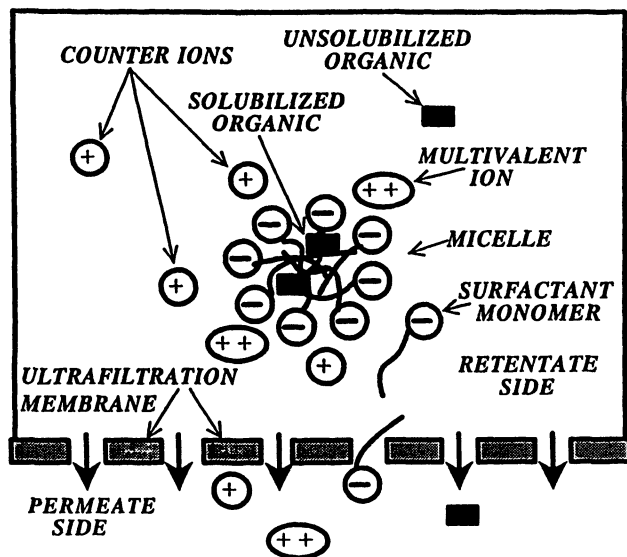 COUNTER IONS
UNSOLUBILIZED
ORGANIC
SOLUBILIZED
ORGANIC
MULTIVALENT
ION
MICELLE
SURFACTANT
MONOMER
RETENTATE
SIDE
ULTRAFILTRATION
MEMBRANE
PERMEATE
SIDE
+
+
+ +
−
−
−
−
+
−
−
−
−
−
−
+ +
+
+
−
+ +